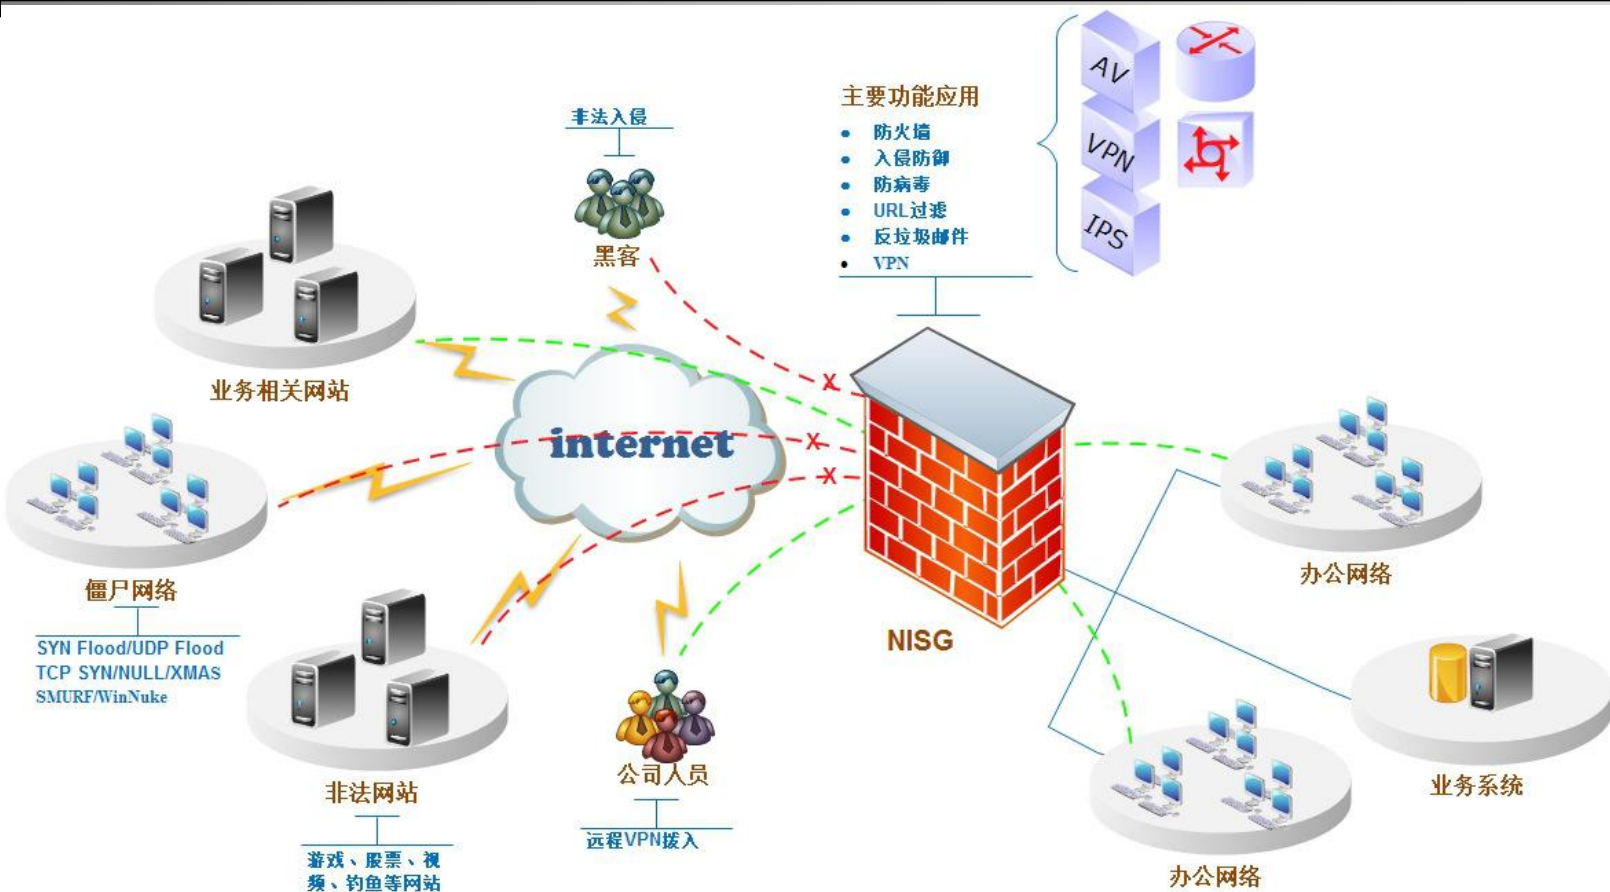 主要功能应用
防火墙
入侵防御
防病毒
URL过滤
反垃圾邮件
VPN
AV
VPN
IPS
非法入侵
黑客
业务相关网站
internet
僵尸网络
SYN Flood/UDP Flood
TCP SYN/NULL/XMAS
SMURF/WinNuke
X
X
X
NISG
办公网络
非法网站
游戏、股票、视
频、钓鱼等网站
公司人员
远程VPN拨入
业务系统
办公网络